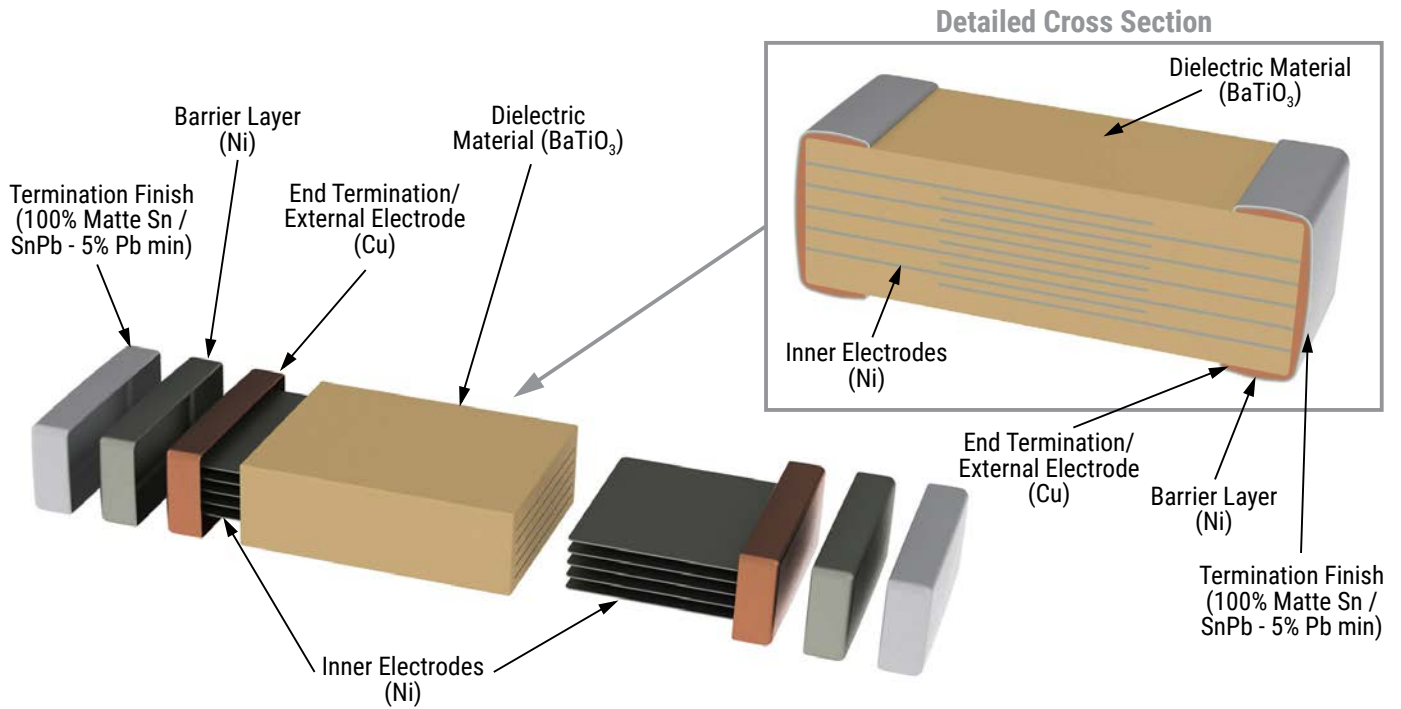 Detailed Cross Section
Dielectric Material
(BaTiO₃)
Barrier Layer
(Ni)
Dielectric
Material (BaTiO₃)
Termination Finish
(100% Matte Sn /
SnPb - 5% Pb min)
End Termination/
External Electrode
(Cu)
Inner Electrodes
(Ni)
End Termination/
External Electrode
(Cu)
Barrier Layer
(Ni)
Termination Finish
(100% Matte Sn /
SnPb - 5% Pb min)
Inner Electrodes
(Ni)